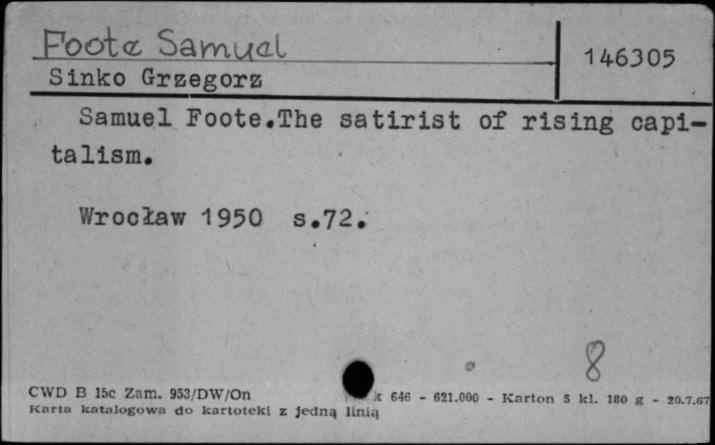 Foote Samuel
146305
Sinko Grzegorz
Samuel Foote.The satirist of rising capi-
talism.
Wrocław 1950 s.72.
8
CWD B 15c Zam. 953/DW/On
k 646 - 621.000 - Karton 5 kl. 180 g - 20.7.67
Karta katalogowa do kartoteki z jedną linią